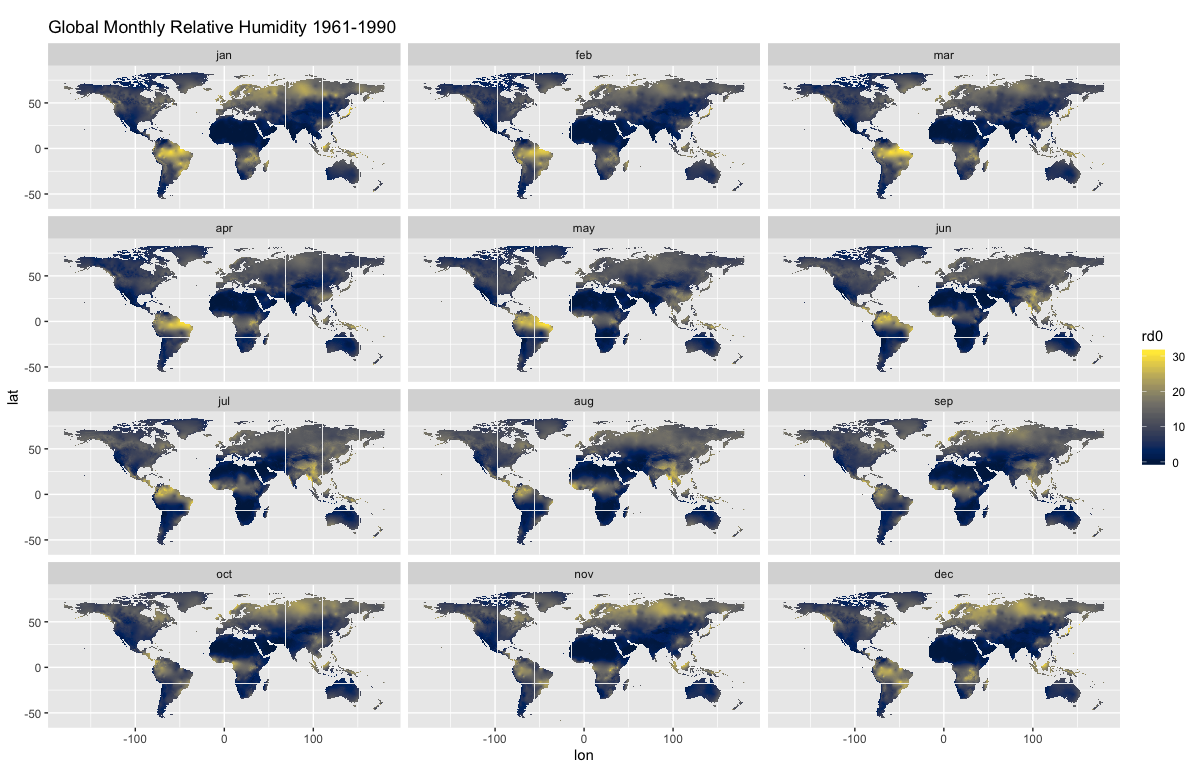 Global Monthly Relative Humidity 1961-1990
jan feb mar
50
0
-50
apr may jun
50
0
-50
lat
rd0
30
20
10
0
jul aug sep
50
0
-50
oct nov dec
50
0
-50
-100 0 100 -100 0 100 -100 0 100
lon